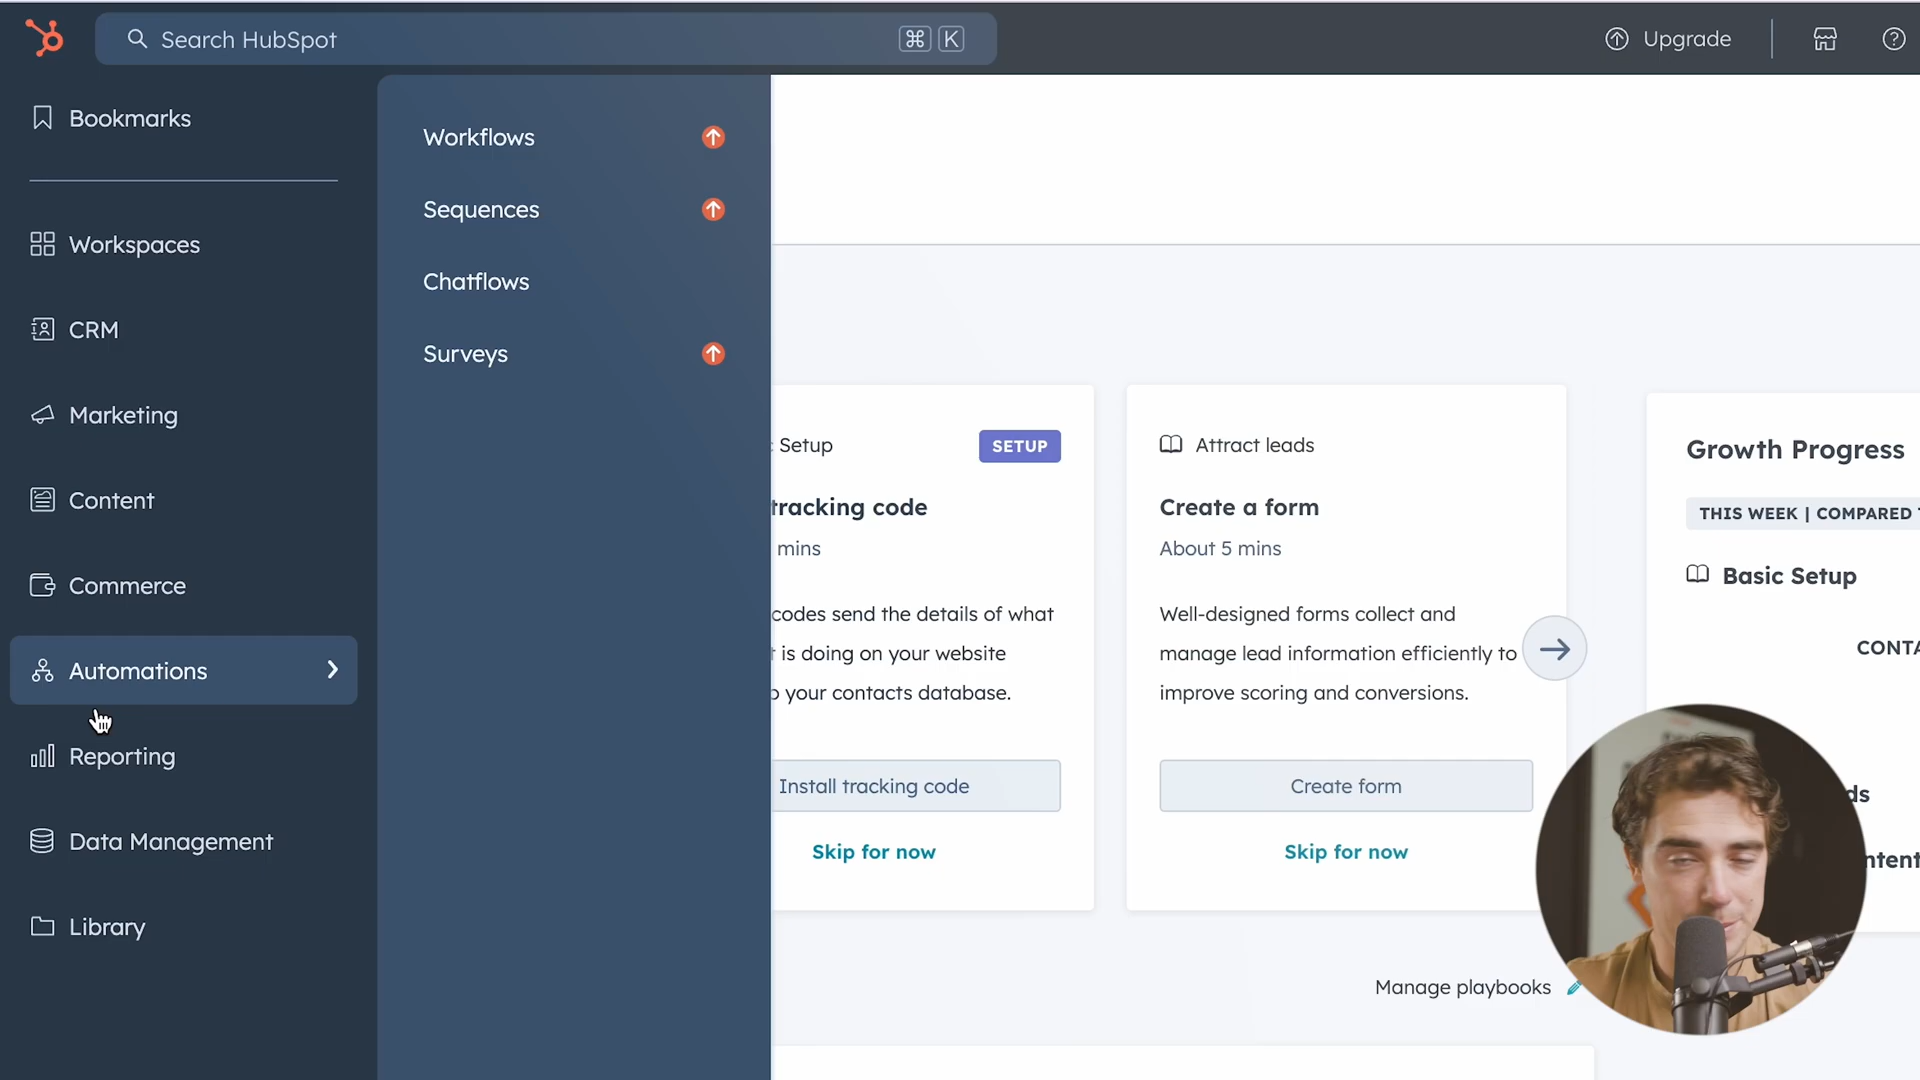 Search HubSpot
⌘ K
Upgrade
Bookmarks
Workspaces
CRM
Marketing
Content
Commerce
Automations
Reporting
Data Management
Library
Workflows
Sequences
Chatflows
Surveys
Setup
SETUP
tracking code
mins
codes send the details of what
is doing on your website
your contacts database.
Install tracking code
Skip for now
Attract leads
Create a form
About 5 mins
Well-designed forms collect and
manage lead information efficiently to
improve scoring and conversions.
Create form
Skip for now
Manage playbooks
Growth Progress
THIS WEEK | COMPARED
Basic Setup
CONTA
ds
ntent